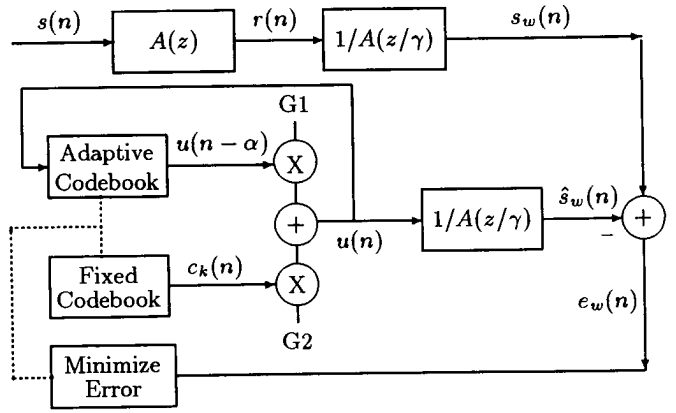 s(n)
A(z)
r(n)
1/A(z/γ)
s_w(n)
G1
Adaptive
Codebook
u(n − α)
X
+
u(n)
1/A(z/γ)
ŝ_w(n)
+
−
Fixed
Codebook
c_k(n)
X
G2
e_w(n)
Minimize
Error